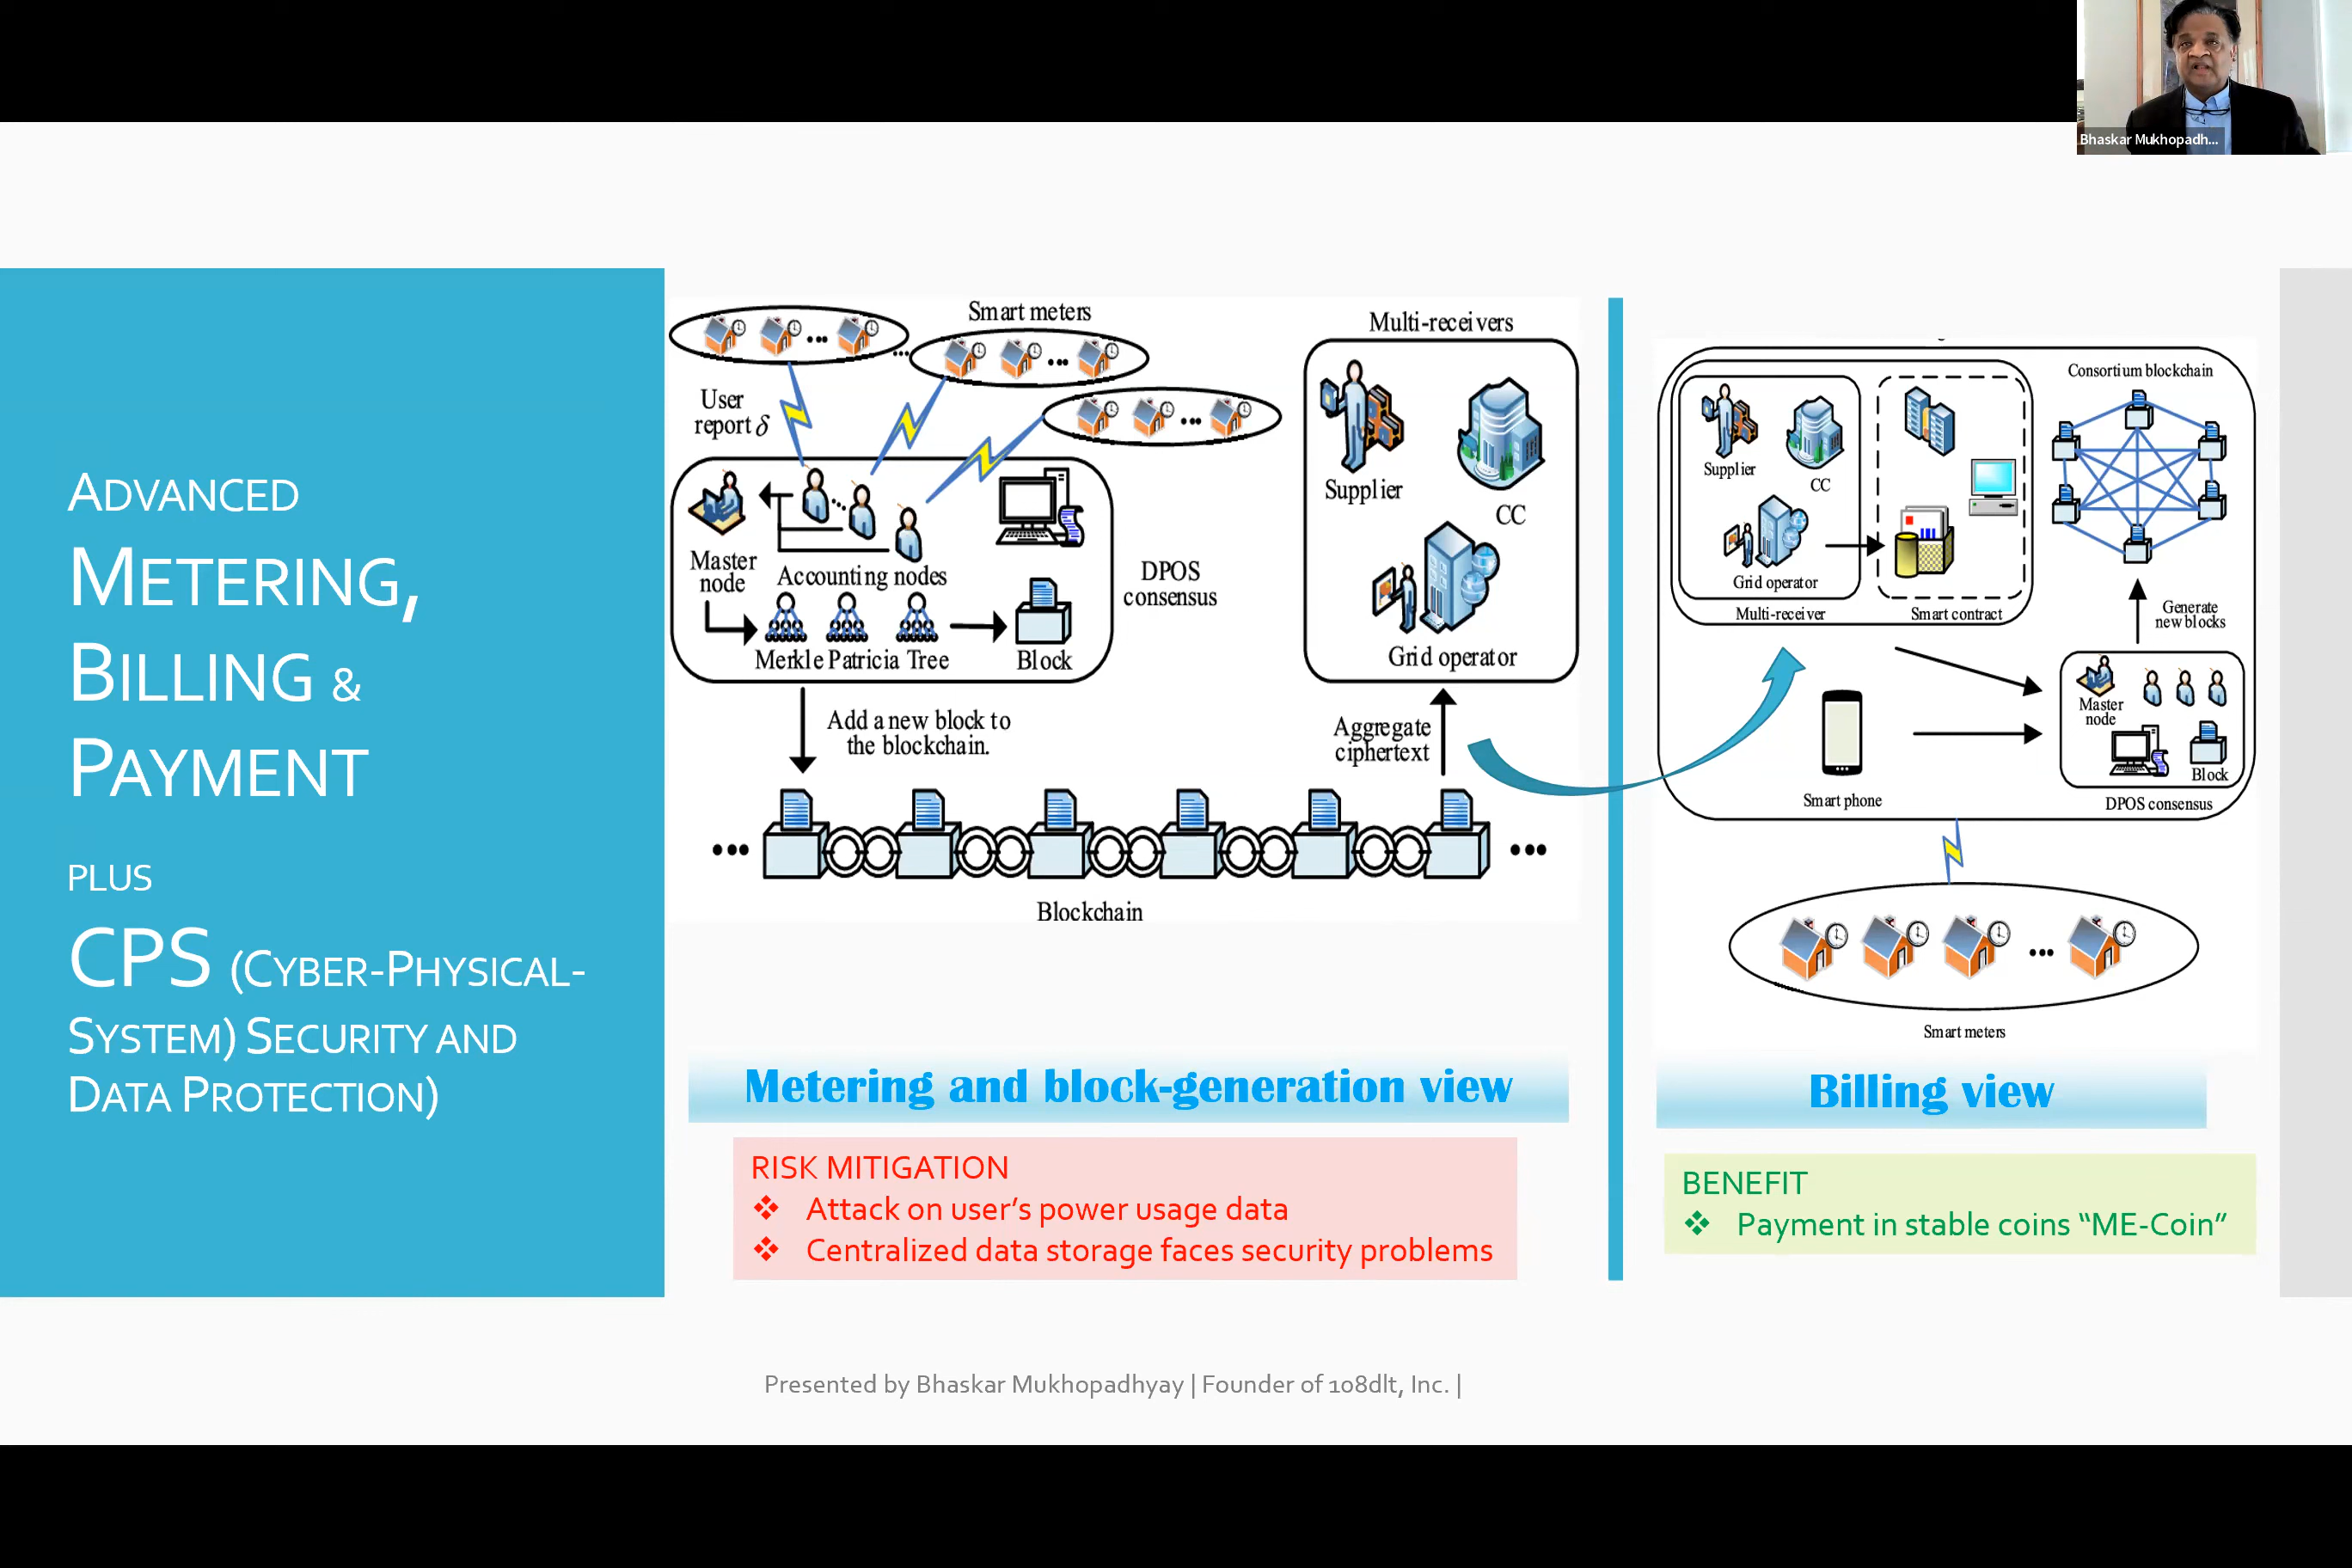 Bhaskar Mukhopadh...
ADVANCED
METERING,
BILLING &
PAYMENT
PLUS
CPS (CYBER-PHYSICAL-
SYSTEM) SECURITY AND
DATA PROTECTION)
Smart meters
User
report δ
Master
node
Accounting nodes
Merkle Patricia Tree
Block
DPOS
consensus
Add a new block to
the blockchain.
Multi-receivers
Supplier
CC
Grid operator
Aggregate
ciphertext
Blockchain
Metering and block-generation view
RISK MITIGATION
❖ Attack on user's power usage data
❖ Centralized data storage faces security problems
Supplier
CC
Grid operator
Multi-receiver
Smart contract
Consortium blockchain
Generate
new blocks
Master
node
Block
DPOS consensus
Smart phone
Smart meters
Billing view
BENEFIT
❖ Payment in stable coins “ME-Coin”
Presented by Bhaskar Mukhopadhyay | Founder of 108dlt, Inc. |